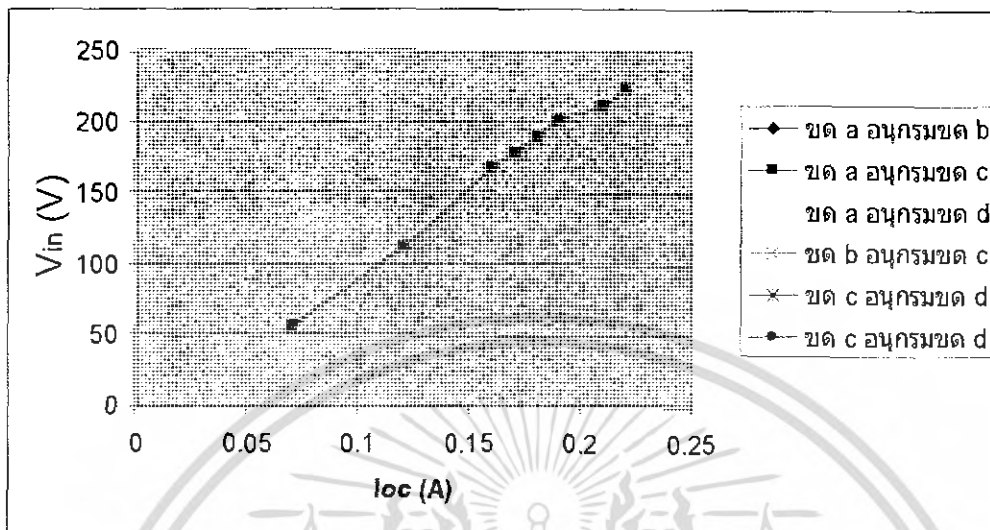 250
200
150
100
50
0
Vin (V)
0 0.05 0.1 0.15 0.2 0.25
Ioc (A)
ขด a อนุกรมขด b
ขด a อนุกรมขด c
ขด a อนุกรมขด d
ขด b อนุกรมขด c
ขด c อนุกรมขด d
ขด c อนุกรมขด d